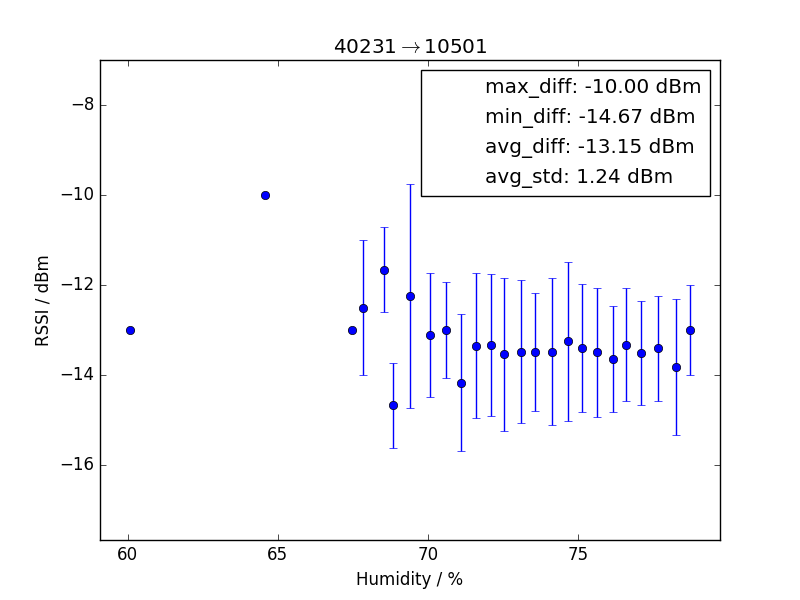 40231→10501
max_diff: -10.00 dBm
min_diff: -14.67 dBm
avg_diff: -13.15 dBm
avg_std: 1.24 dBm
RSSI / dBm
−8
−10
−12
−14
−16
60 65 70 75
Humidity / %